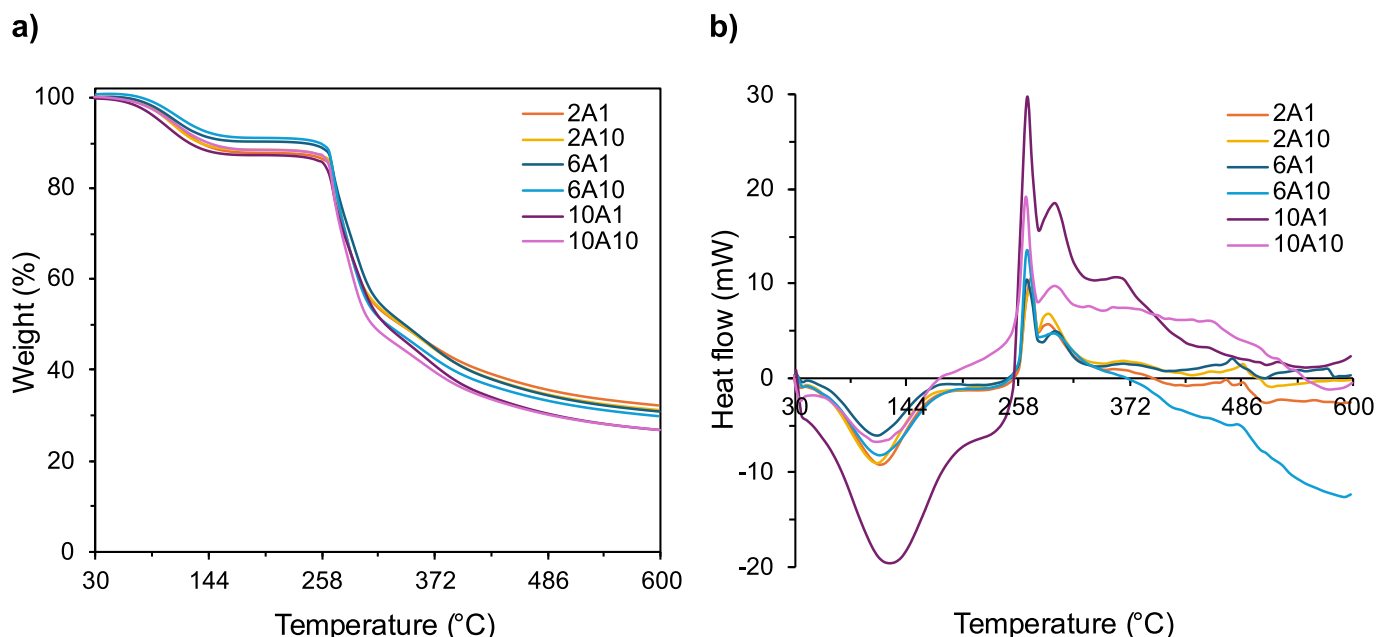 a)
100
80
60
40
20
0
Weight (%)
30 144 258 372 486 600
Temperature (°C)
2A1
2A10
6A1
6A10
10A1
10A10
b)
30
20
10
0
-10
-20
Heat flow (mW)
30 144 258 372 486 600
Temperature (°C)
2A1
2A10
6A1
6A10
10A1
10A10